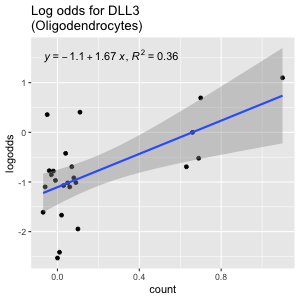 Log odds for DLL3
(Oligodendrocytes)
y = −1.1 + 1.67 x, R² = 0.36
1
0
-1
-2
logodds
0.0 0.4 0.8
count